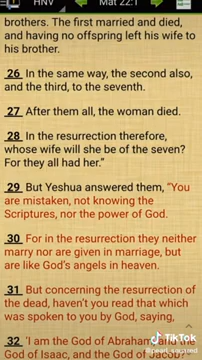 HNV
Mat 22:1
brothers. The first married and died,
and having no offspring left his wife to
his brother.
26 In the same way, the second also,
and the third, to the seventh.
27 After them all, the woman died.
28 In the resurrection therefore,
whose wife will she be of the seven?
For they all had her.”
29 But Yeshua answered them, “You
are mistaken, not knowing the
Scriptures, nor the power of God.
30 For in the resurrection they neither
marry nor are given in marriage, but
are like God’s angels in heaven.
31 But concerning the resurrection of
the dead, haven’t you read that which
was spoken to you by God, saying,
TikTok
32 ‘I am the God of Abraham, and the
God of Isaac, and the God of